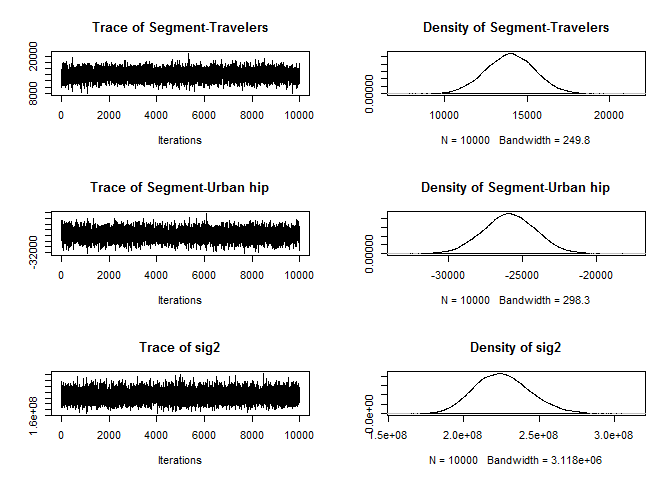 Trace of Segment-Travelers
20000
8000
0 2000 4000 6000 8000 10000
Iterations
Density of Segment-Travelers
0.00000
10000 15000 20000
N = 10000 Bandwidth = 249.8
Trace of Segment-Urban hip
-32000
0 2000 4000 6000 8000 10000
Iterations
Density of Segment-Urban hip
0.00000
-30000 -25000 -20000
N = 10000 Bandwidth = 298.3
Trace of sig2
1.6e+08
0 2000 4000 6000 8000 10000
Iterations
Density of sig2
0.0e+00
1.5e+08 2.0e+08 2.5e+08 3.0e+08
N = 10000 Bandwidth = 3.118e+06